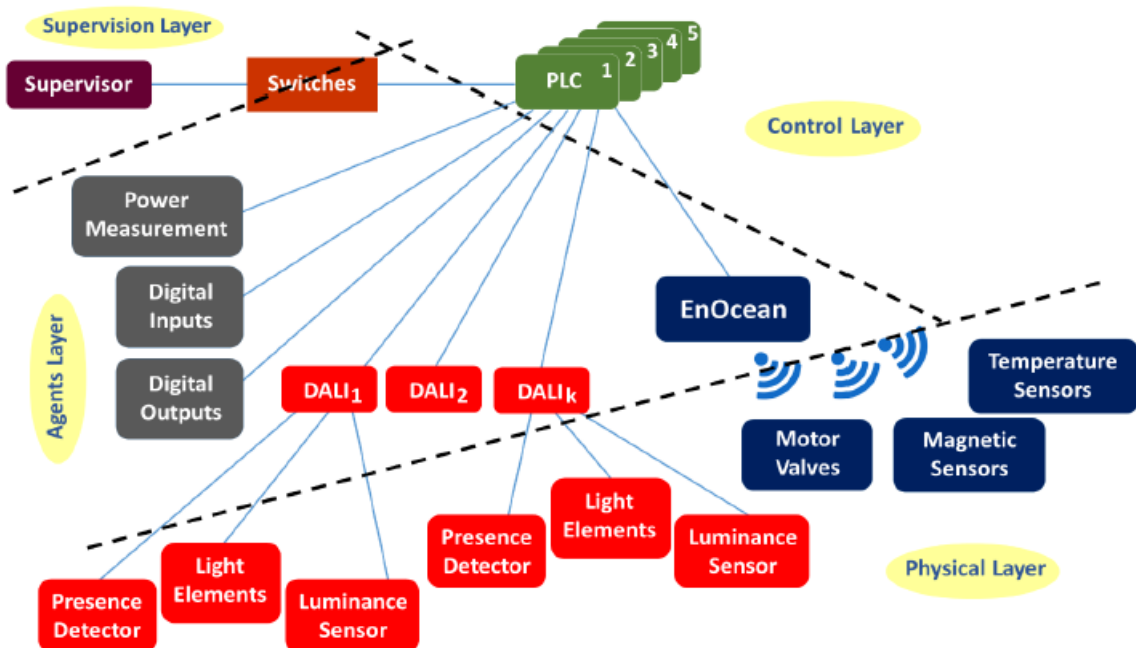 Supervision Layer
5
4
3
2
1
PLC
Supervisor
Switches
Control Layer
Power
Measurement
Digital
Inputs
EnOcean
Agents Layer
Digital
Outputs
DALI1
DALI2
DALIk
Temperature
Sensors
Motor
Valves
Magnetic
Sensors
Light
Elements
Presence
Detector
Luminance
Sensor
Physical Layer
Light
Elements
Presence
Detector
Luminance
Sensor